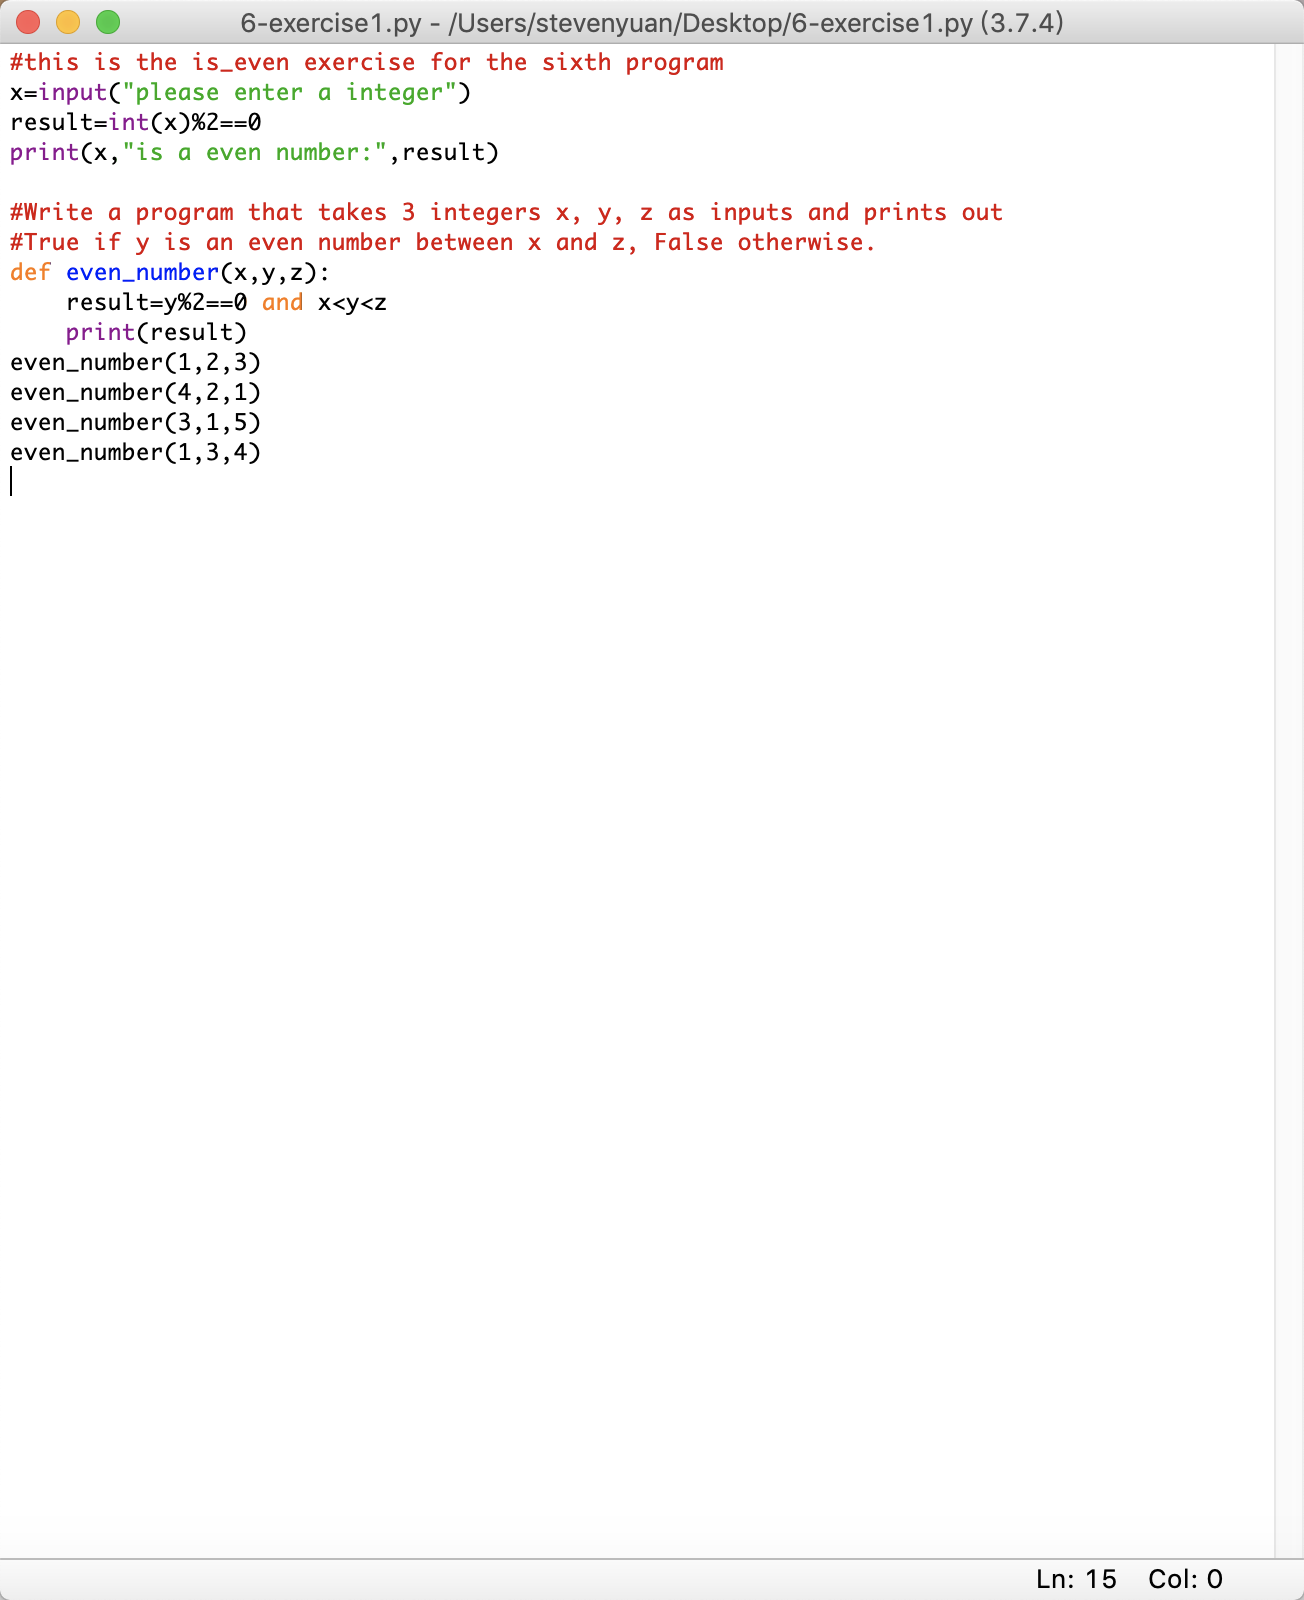 6-exercise1.py - /Users/stevenyuan/Desktop/6-exercise1.py (3.7.4)
#this is the is_even exercise for the sixth program
x=input("please enter a integer")
result=int(x)%2==0
print(x,"is a even number:",result)

#Write a program that takes 3 integers x, y, z as inputs and prints out
#True if y is an even number between x and z, False otherwise.
def even_number(x,y,z):
    result=y%2==0 and x<y<z
    print(result)
even_number(1,2,3)
even_number(4,2,1)
even_number(3,1,5)
even_number(1,3,4)
Ln: 15 Col: 0